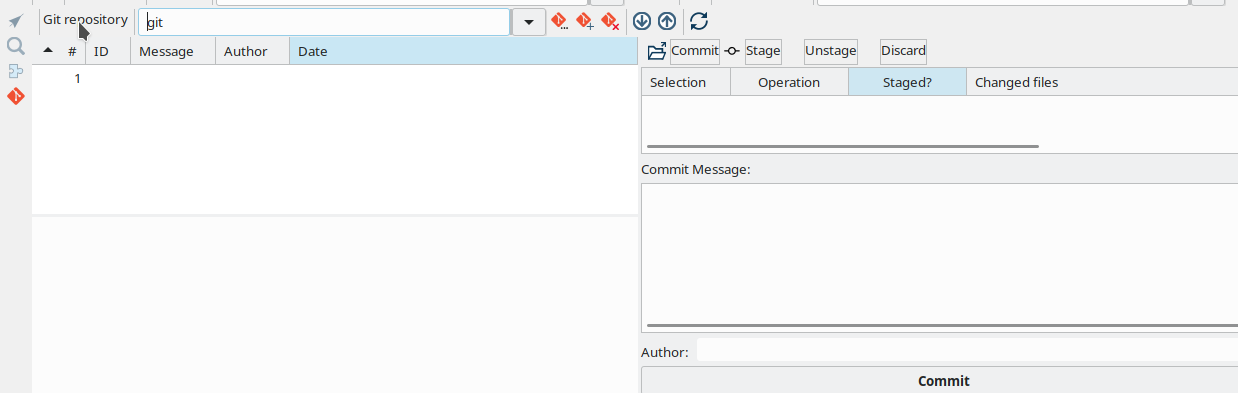 Git repository git
# ID Message Author Date
1
Commit Stage Unstage Discard
Selection Operation Staged? Changed files
Commit Message:
Author:
Commit